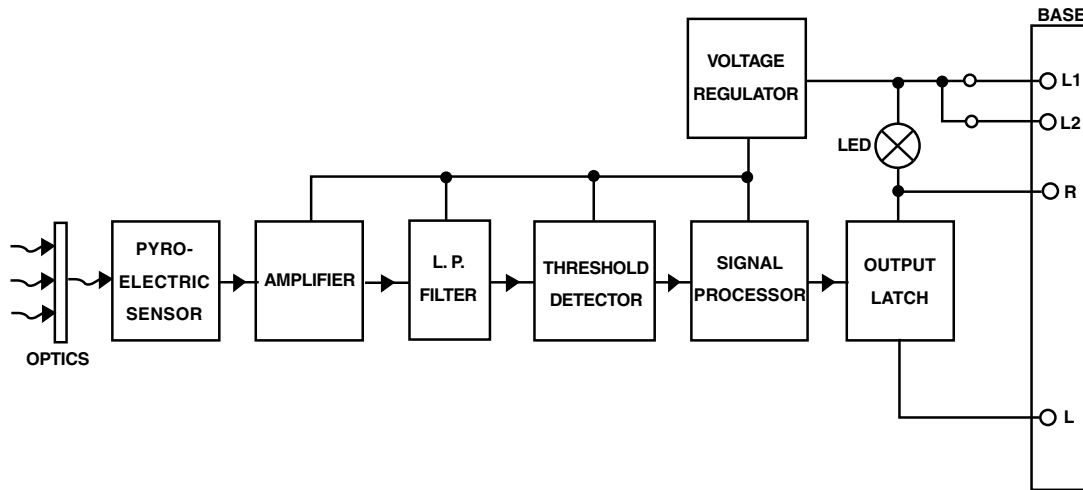 BASE
VOLTAGE
REGULATOR
L1
L2
LED
R
PYRO-
ELECTRIC
SENSOR
AMPLIFIER
L. P.
FILTER
THRESHOLD
DETECTOR
SIGNAL
PROCESSOR
OUTPUT
LATCH
OPTICS
L